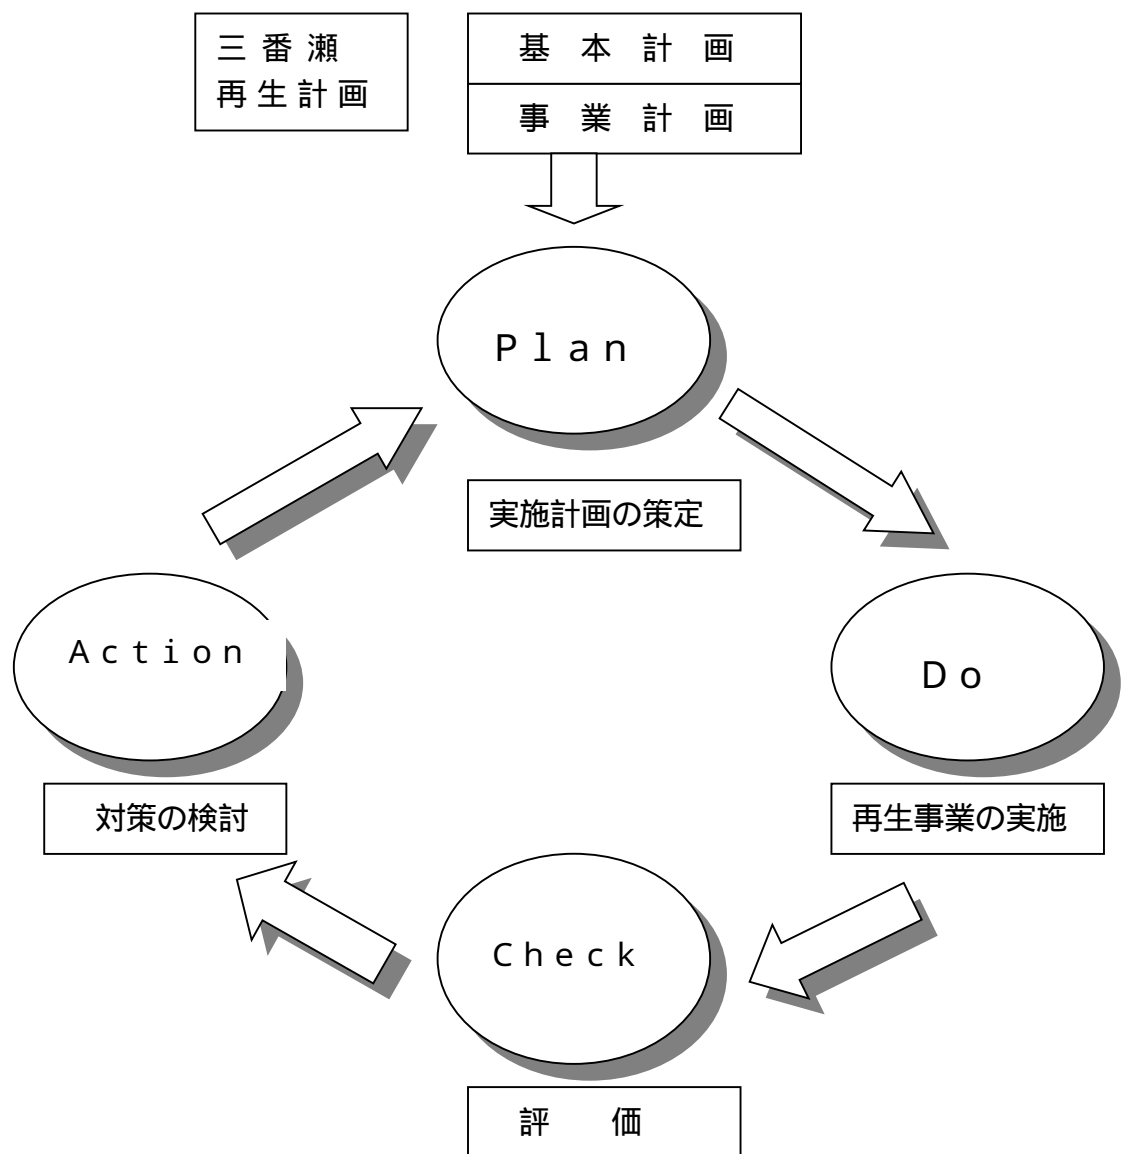 三番瀬
再生計画
基本計画
事業計画
Plan
実施計画の策定
Action
Do
対策の検討
再生事業の実施
Check
評価